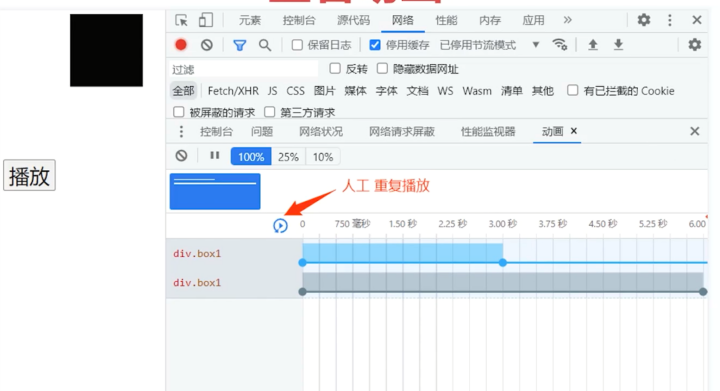 元素 控制台 源代码 网络 性能 内存 应用 »
保留日志 停用缓存 已停用节流模式
过滤 反转 隐藏数据网址
全部 Fetch/XHR JS CSS 图片 媒体 字体 文档 WS Wasm 清单 其他 有已拦截的 Cookie
被屏蔽的请求 第三方请求
控制台 问题 网络状况 网络请求屏蔽 性能监视器 动画 ×
100% 25% 10%
播放
人工 重复播放
0 750 毫秒 1.50 秒 2.25 秒 3.00 秒 3.75 秒 4.50 秒 5.25 秒 6.00
div.box1
div.box1